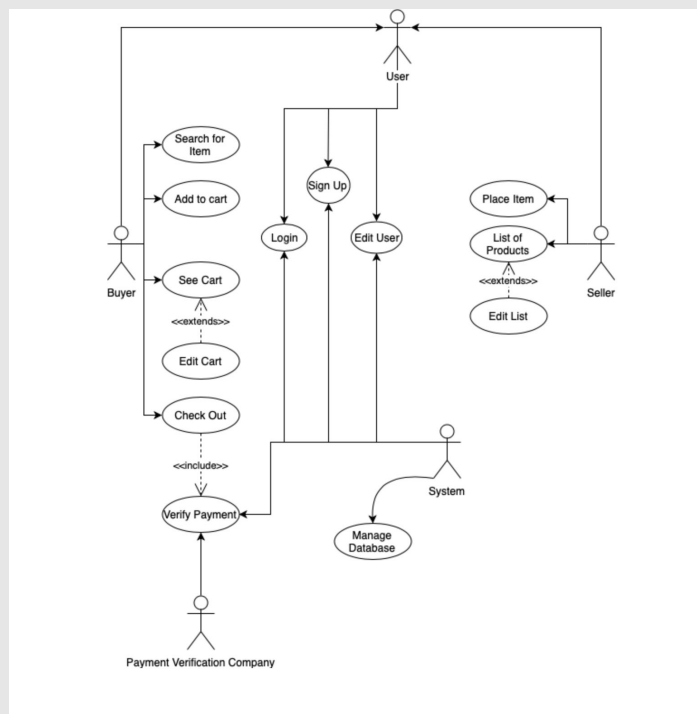 User
Search for
Item
Sign Up
Add to cart
Place Item
Login
Edit User
List of
Products
Buyer
See Cart
<<extends>>
Seller
<<extends>>
Edit List
Edit Cart
Check Out
<<include>>
System
Verify Payment
Manage
Database
Payment Verification Company